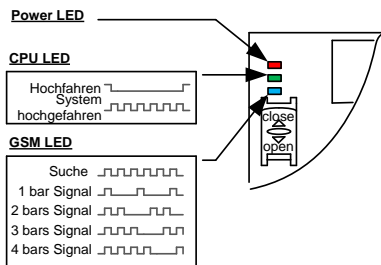 Power LED
CPU LED
Hochfahren
System
hochgefahren
GSM LED
Suche
1 bar Signal
2 bars Signal
3 bars Signal
4 bars Signal
close
open